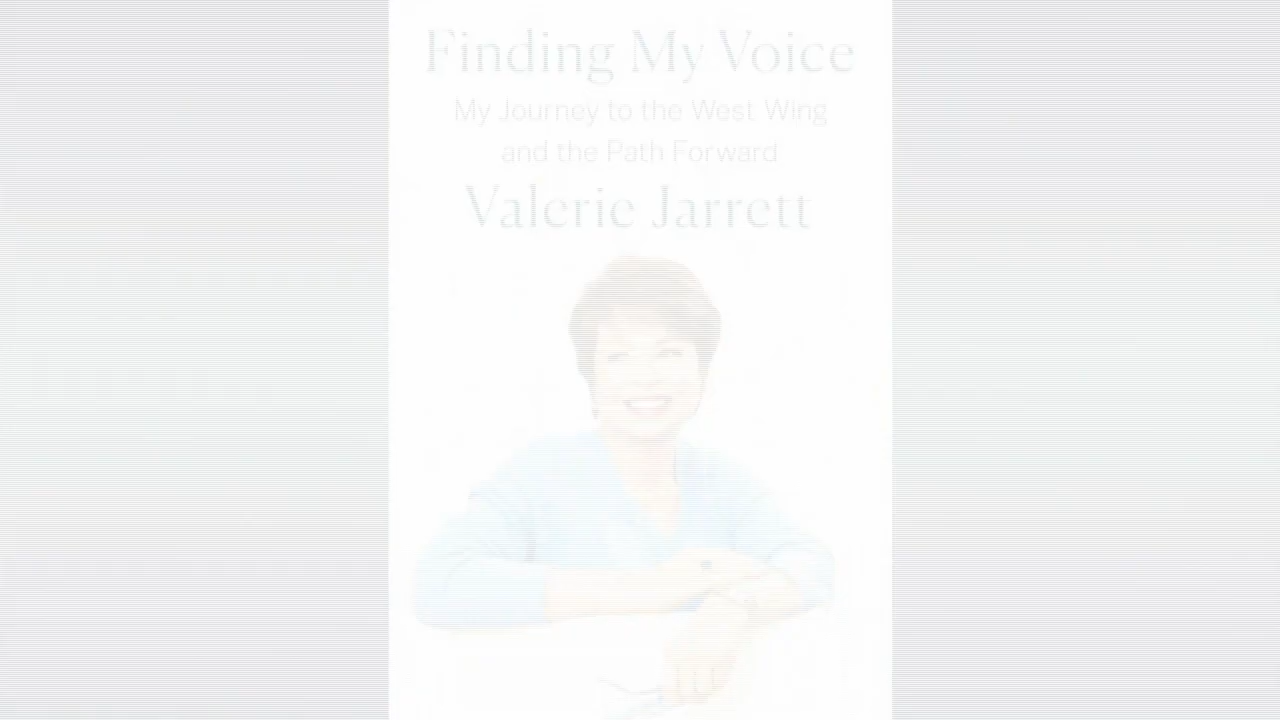 Finding My Voice
My Journey to the West Wing
and the Path Forward
Valerie Jarrett